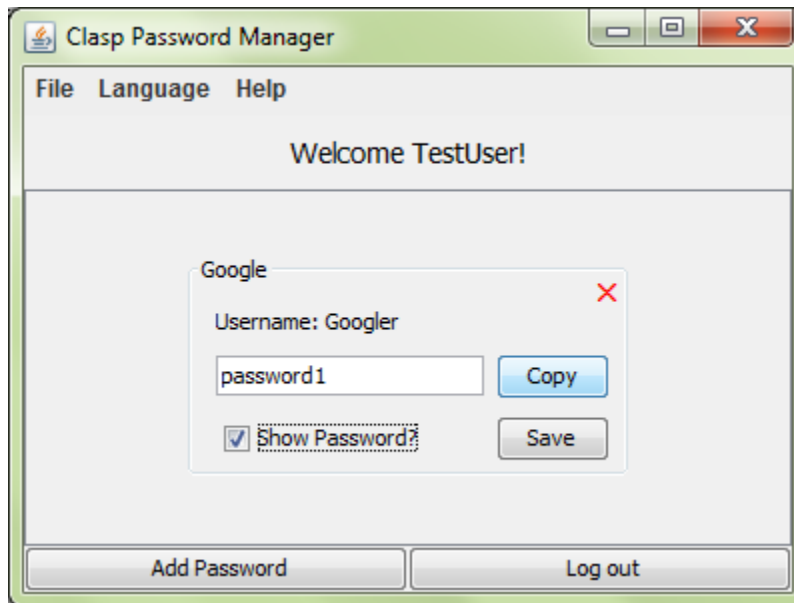 Clasp Password Manager
File Language Help
Welcome TestUser!
Google
Username: Googler
password1 Copy
Show Password? Save
Add Password Log out